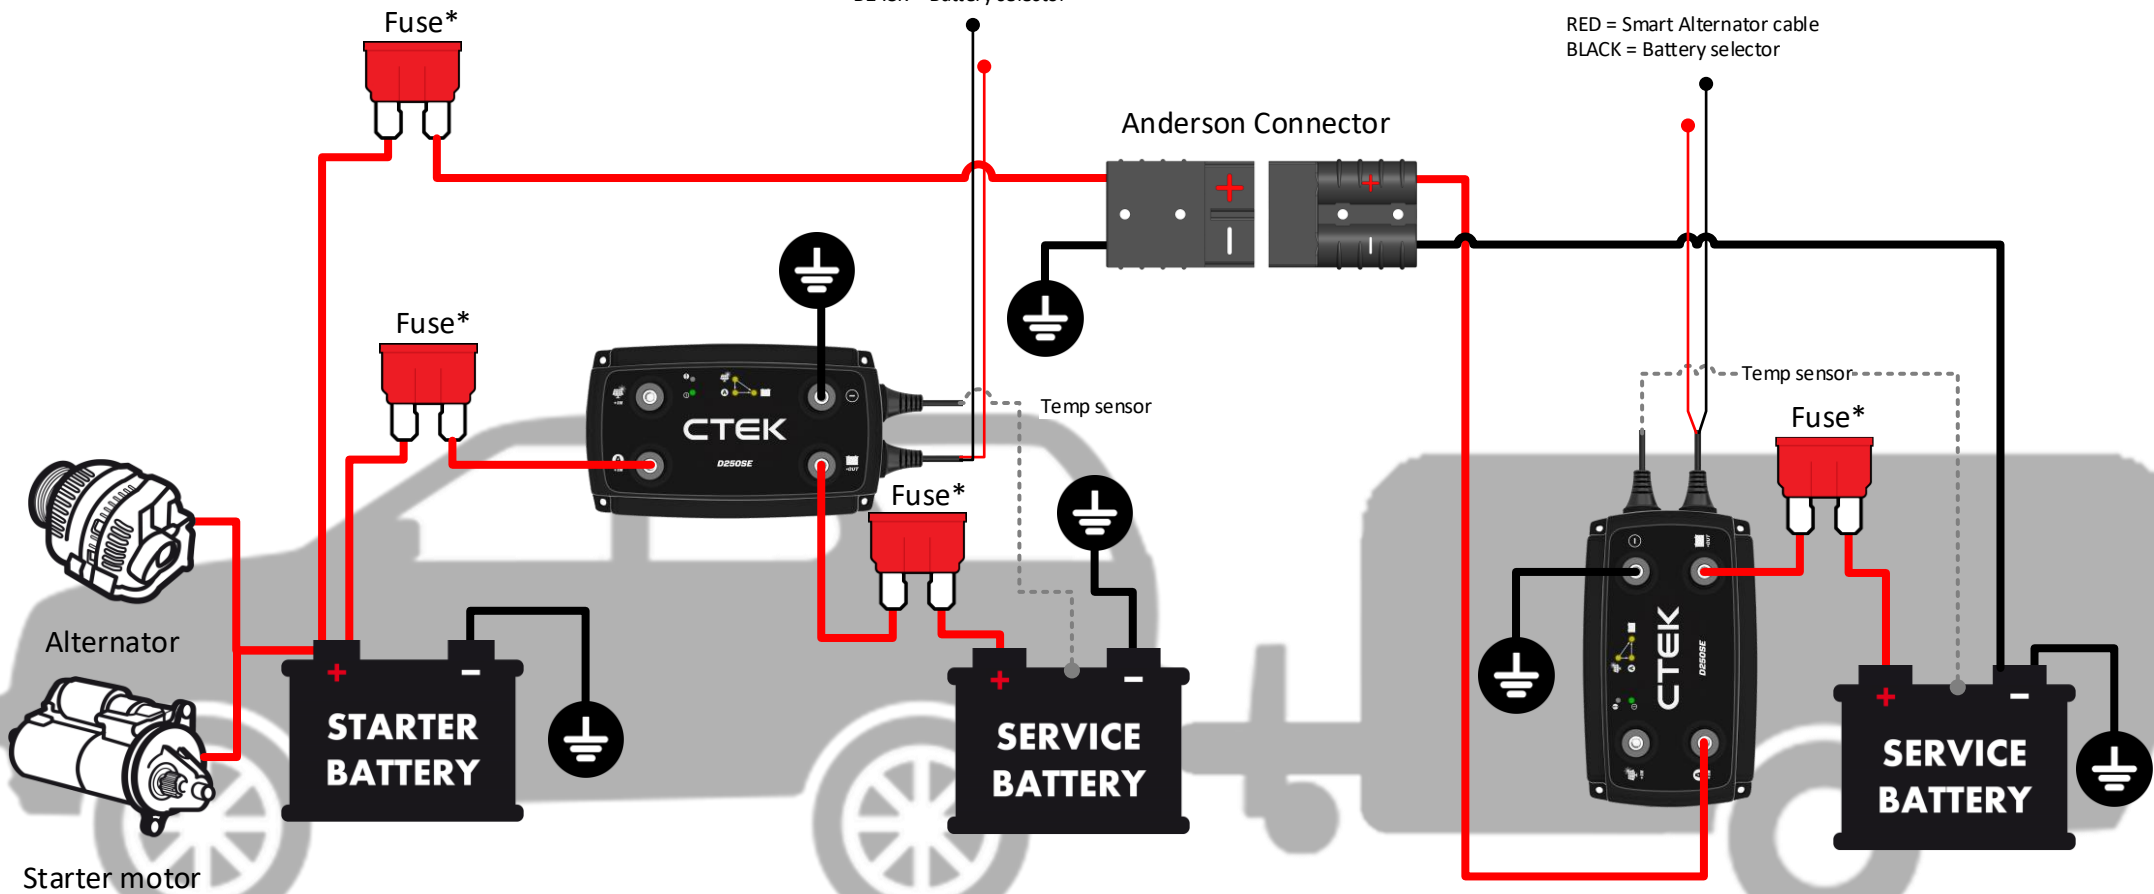 Fuse*
RED = Smart Alternator cable
BLACK = Battery selector
Anderson Connector
+
+
Fuse*
Temp sensor
Temp sensor
Fuse*
CTEK
D250SE
Fuse*
Alternator
CTEK
D250SE
+ −
STARTER
BATTERY
+ −
SERVICE
BATTERY
+ −
SERVICE
BATTERY
Starter motor